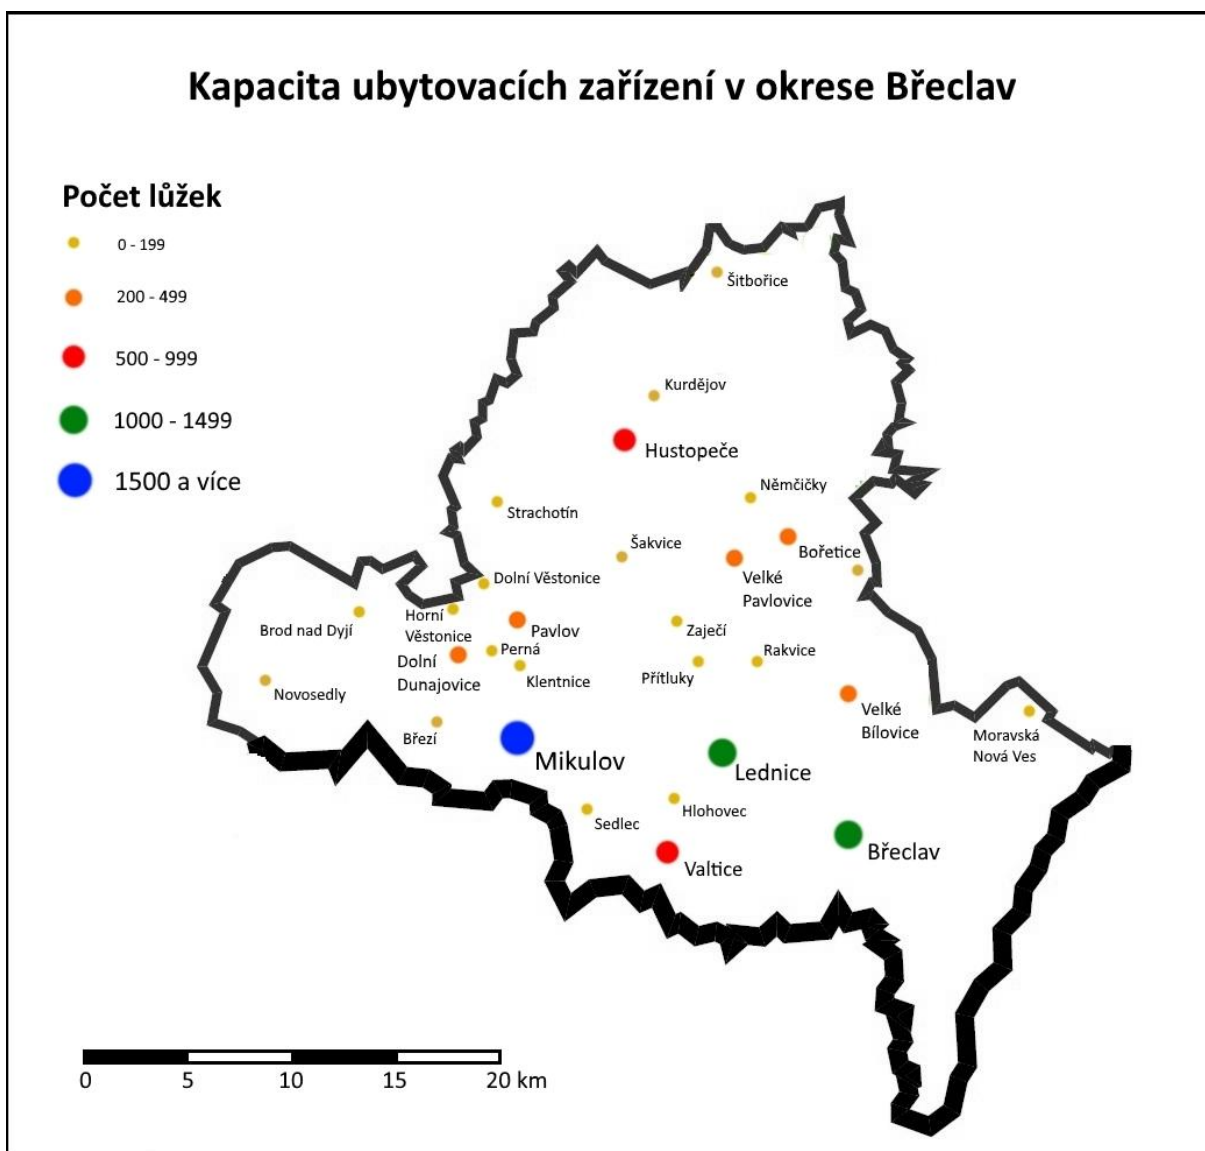 Kapacita ubytovacích zařízení v okrese Břeclav
Počet lůžek
0 - 199
200 - 499
500 - 999
1000 - 1499
1500 a více
Šitbořice
Kurdějov
Hustopeče
Němčičky
Strachotín
Šakvice
Bořetice
Velké
Pavlovice
Dolní Věstonice
Horní
Věstonice
Brod nad Dyjí
Pavlov
Zaječí
Perná
Rakvice
Dolní
Dunajovice
Klentnice
Přítluky
Novosedly
Velké
Bílovice
Březí
Moravská
Nová Ves
Mikulov
Lednice
Hlohovec
Sedlec
Břeclav
Valtice
0 5 10 15 20 km